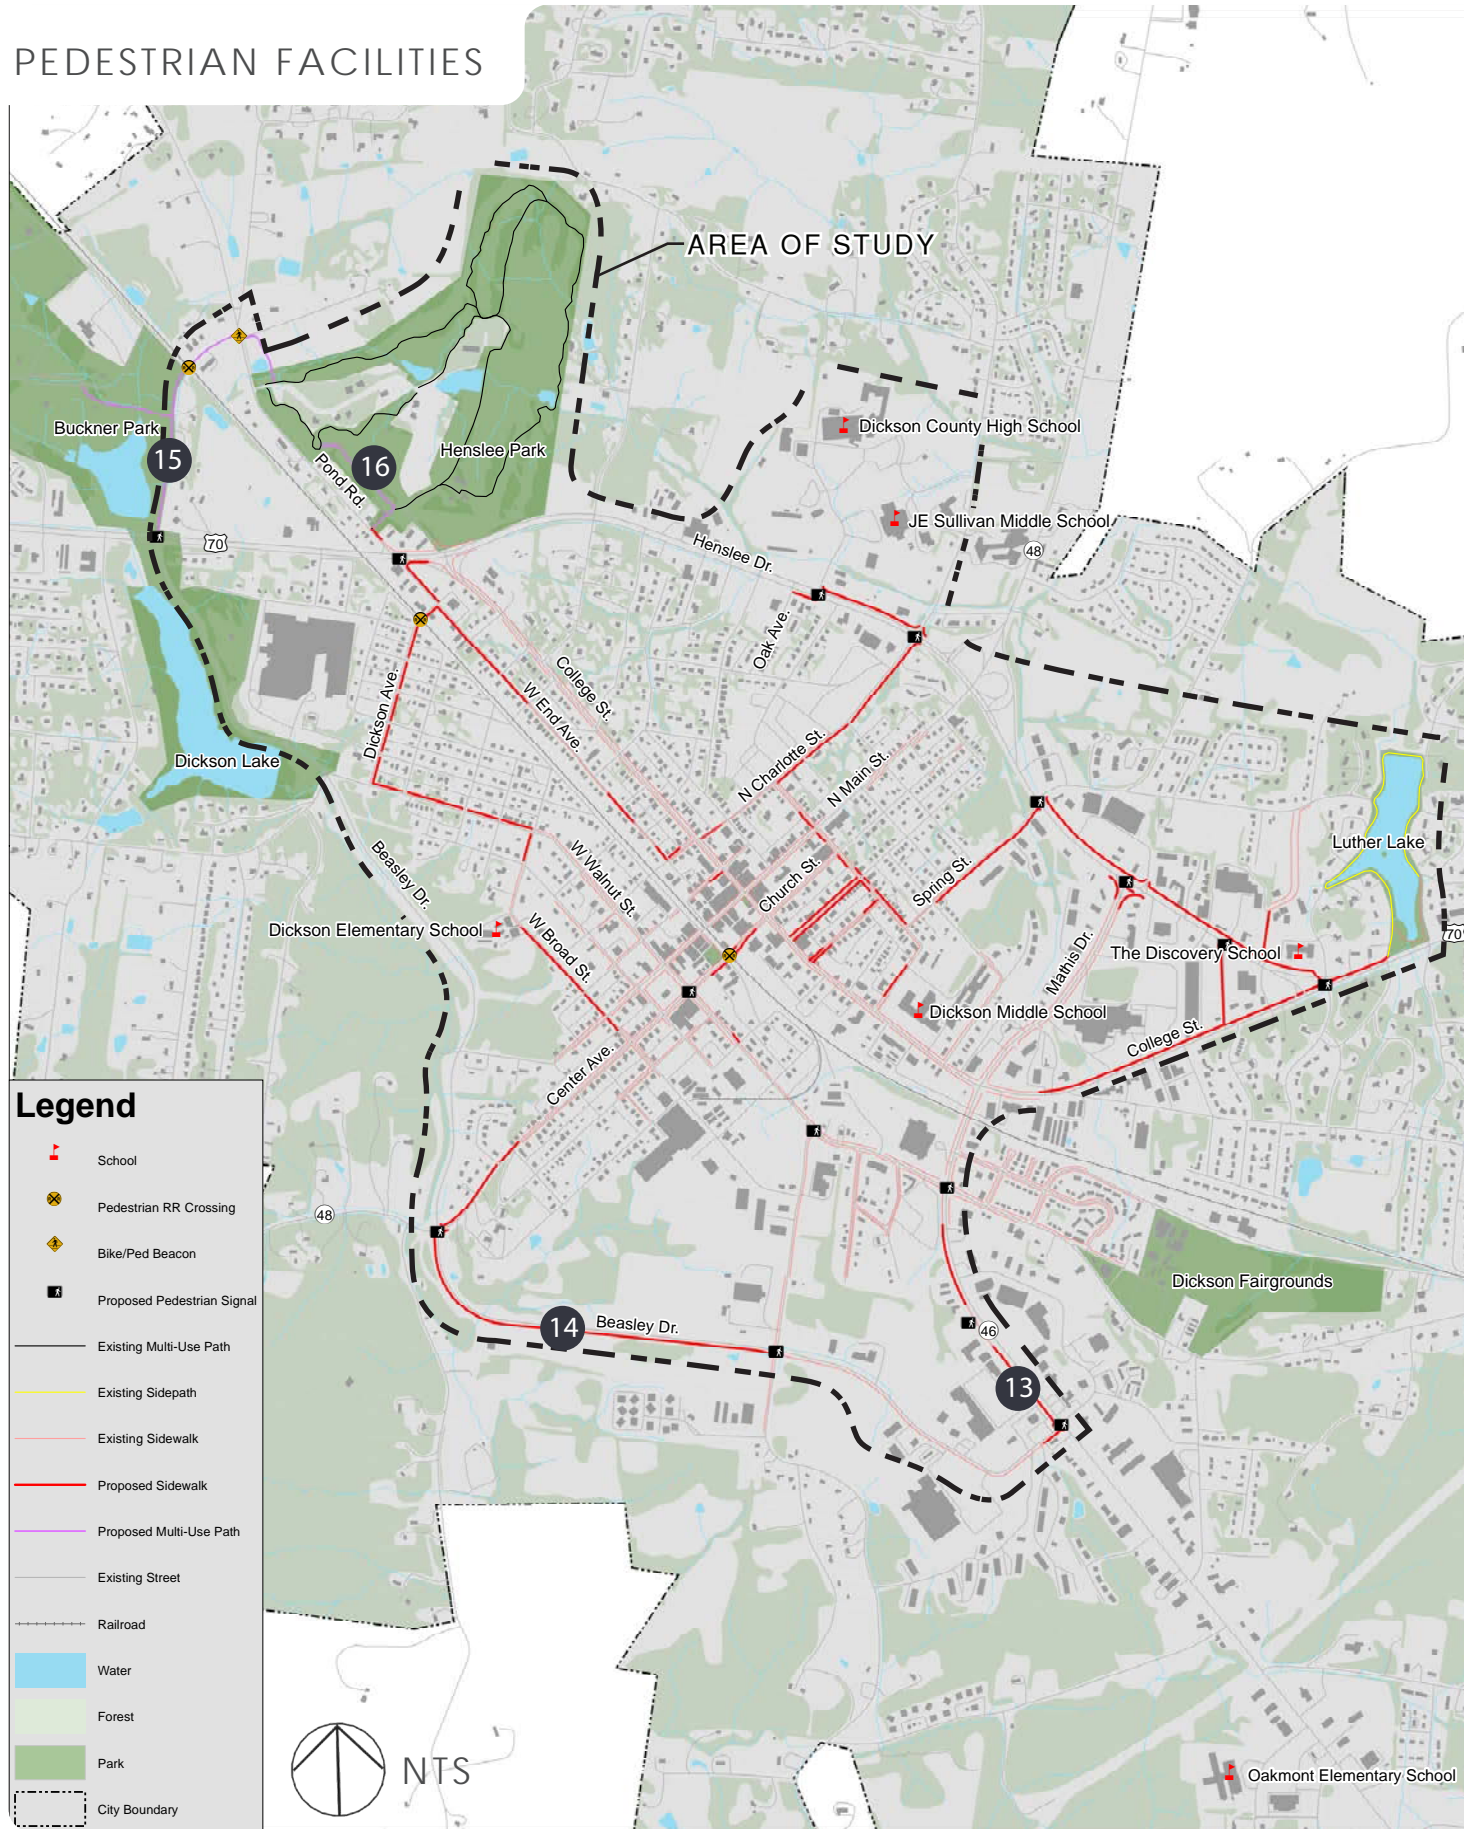 PEDESTRIAN FACILITIES
AREA OF STUDY
Buckner Park
15
16
Pond Rd.
Henslee Park
Dickson County High School
JE Sullivan Middle School
48
70
Henslee Dr.
Oak Ave.
College St.
W End Ave.
Dickson Ave.
Dickson Lake
N Charlotte St.
N Main St.
Luther Lake
Beasley Dr.
W Walnut St.
Church St.
Spring St.
Dickson Elementary School
W Broad St.
70
The Discovery School
Mathis Dr.
Dickson Middle School
College St.
Center Ave.
48
Dickson Fairgrounds
14
Beasley Dr.
46
13
Oakmont Elementary School
NTS
Legend
School
Pedestrian RR Crossing
Bike/Ped Beacon
Proposed Pedestrian Signal
Existing Multi-Use Path
Existing Sidepath
Existing Sidewalk
Proposed Sidewalk
Proposed Multi-Use Path
Existing Street
Railroad
Water
Forest
Park
City Boundary